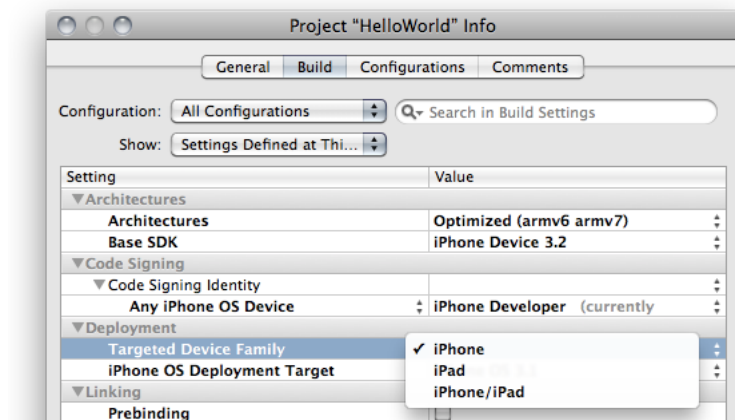 Project “HelloWorld” Info
General Build Configurations Comments
Configuration: All Configurations Search in Build Settings
Show: Settings Defined at Thi...
Setting Value
Architectures
Architectures Optimized (armv6 armv7)
Base SDK iPhone Device 3.2
Code Signing
Code Signing Identity
Any iPhone OS Device iPhone Developer (currently
Deployment
Targeted Device Family ✓ iPhone
iPhone OS Deployment Target iPad
Linking iPhone/iPad
Prebinding